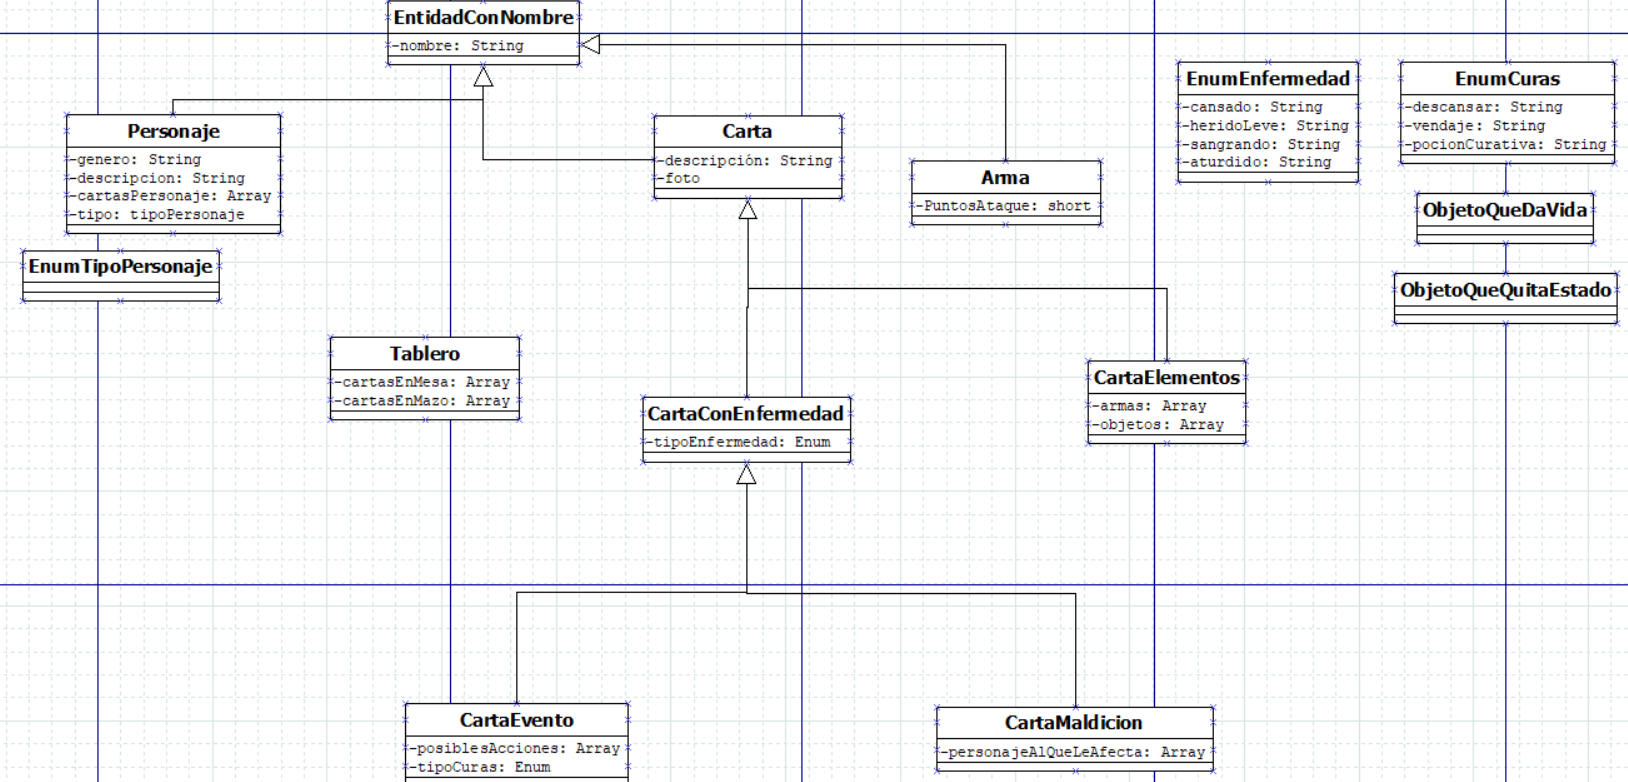 EntidadConNombre
-nombre: String
EnumEnfermedad
-cansado: String
-heridoLeve: String
-sangrando: String
-aturdido: String
EnumCuras
-descansar: String
-vendaje: String
-pocionCurativa: String
Personaje
-genero: String
-descripcion: String
-cartasPersonaje: Array
-tipo: tipoPersonaje
Carta
-descripción: String
-foto
Arma
-PuntosAtaque: short
ObjetoQueDaVida
EnumTipoPersonaje
ObjetoQueQuitaEstado
Tablero
-cartasEnMesa: Array
-cartasEnMazo: Array
CartaElementos
-armas: Array
-objetos: Array
CartaConEnfermedad
-tipoEnfermedad: Enum
CartaEvento
-posiblesAcciones: Array
-tipoCuras: Enum
CartaMaldicion
-personajeAlQueLeAfecta: Array